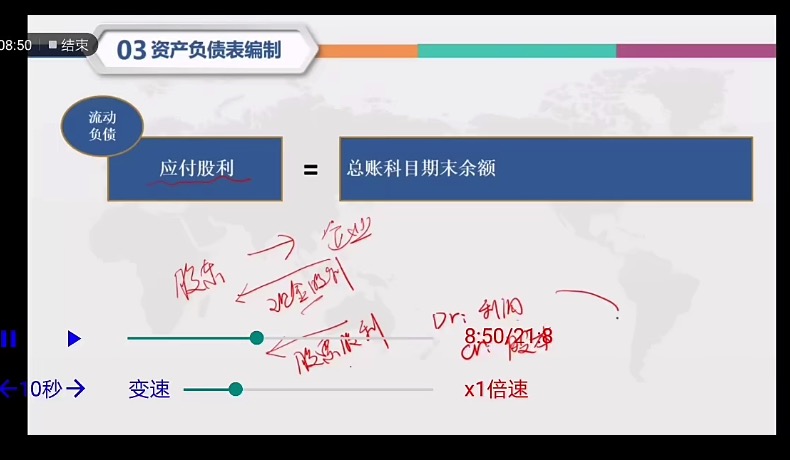 08:50 结束
03 资产负债表编制
流动
负债
应付股利 = 总账科目期末余额
企业
股东
现金股利
Dr: 利润
股票股利
8:50/21:8
Cr: 股本
10秒 变速 x1倍速